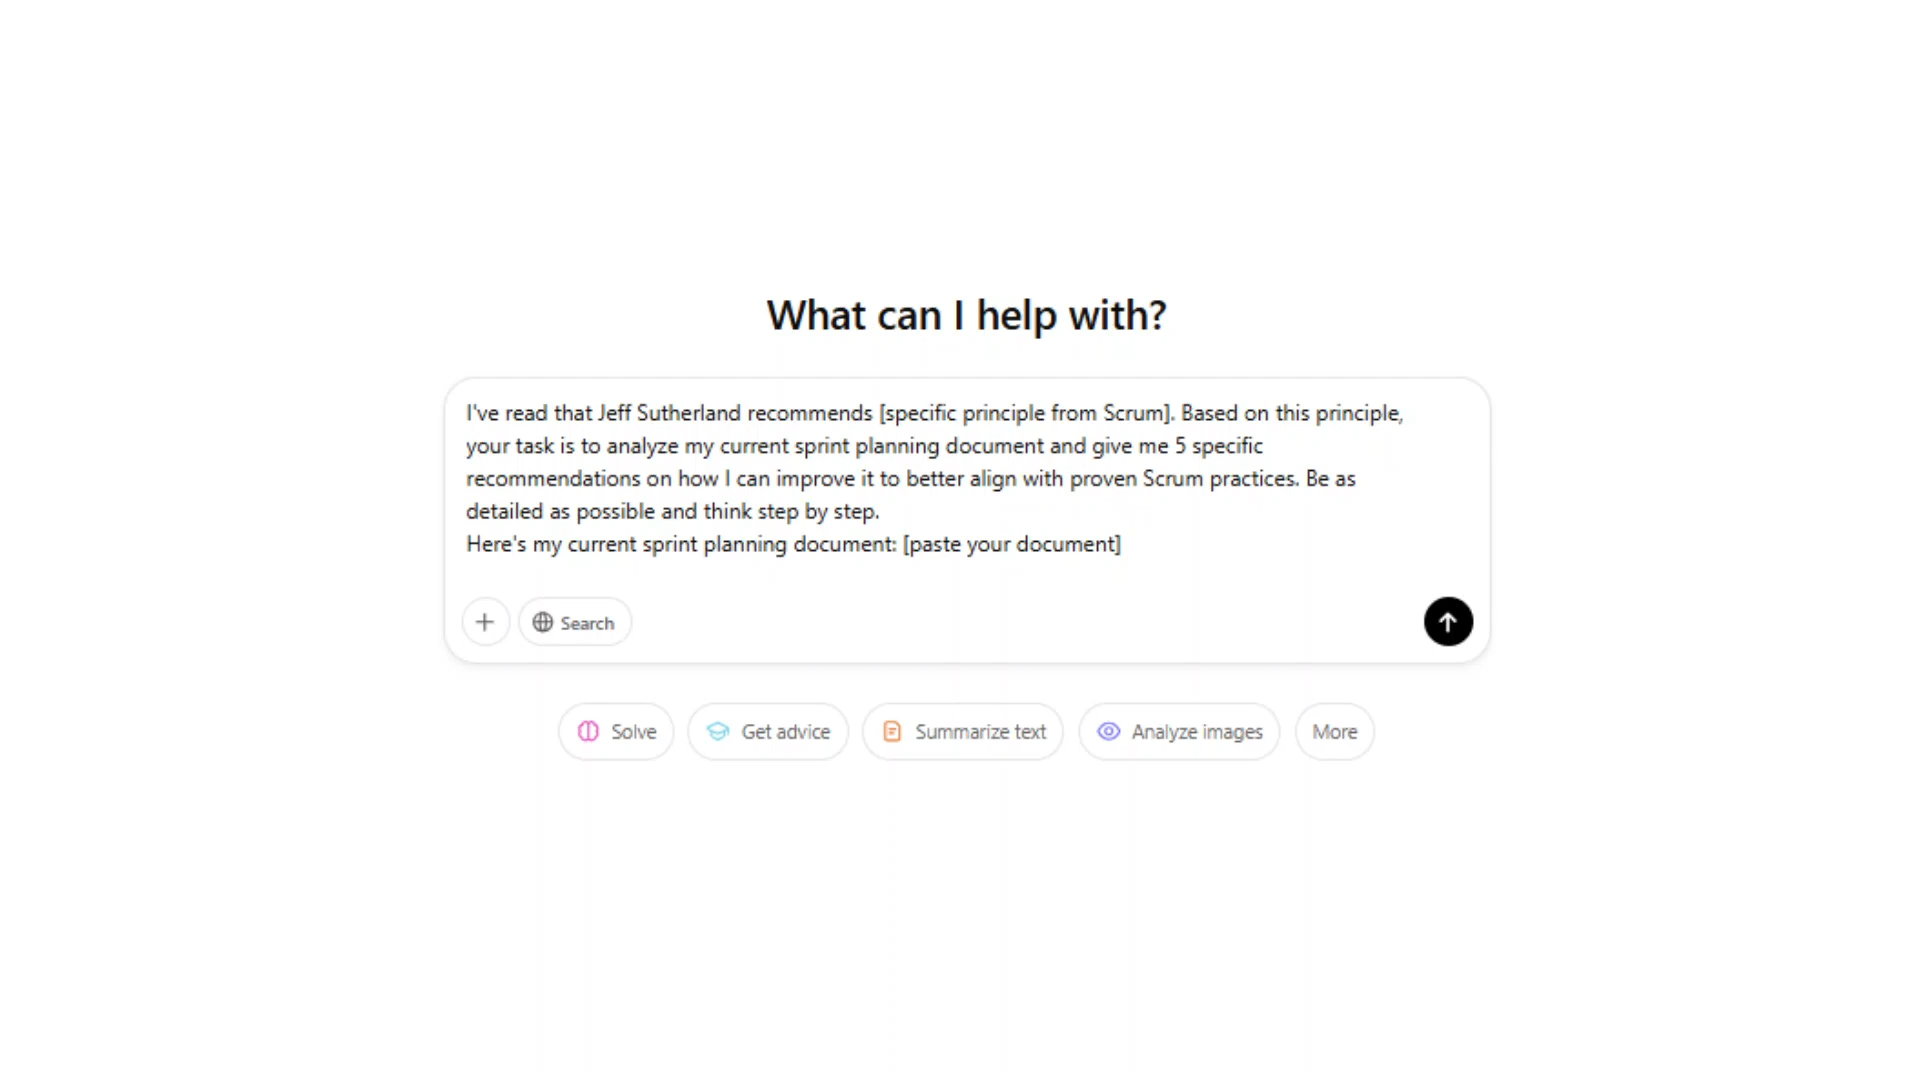 What can I help with?
I've read that Jeff Sutherland recommends [specific principle from Scrum]. Based on this principle,
your task is to analyze my current sprint planning document and give me 5 specific
recommendations on how I can improve it to better align with proven Scrum practices. Be as
detailed as possible and think step by step.
Here's my current sprint planning document: [paste your document]
Search
Solve
Get advice
Summarize text
Analyze images
More